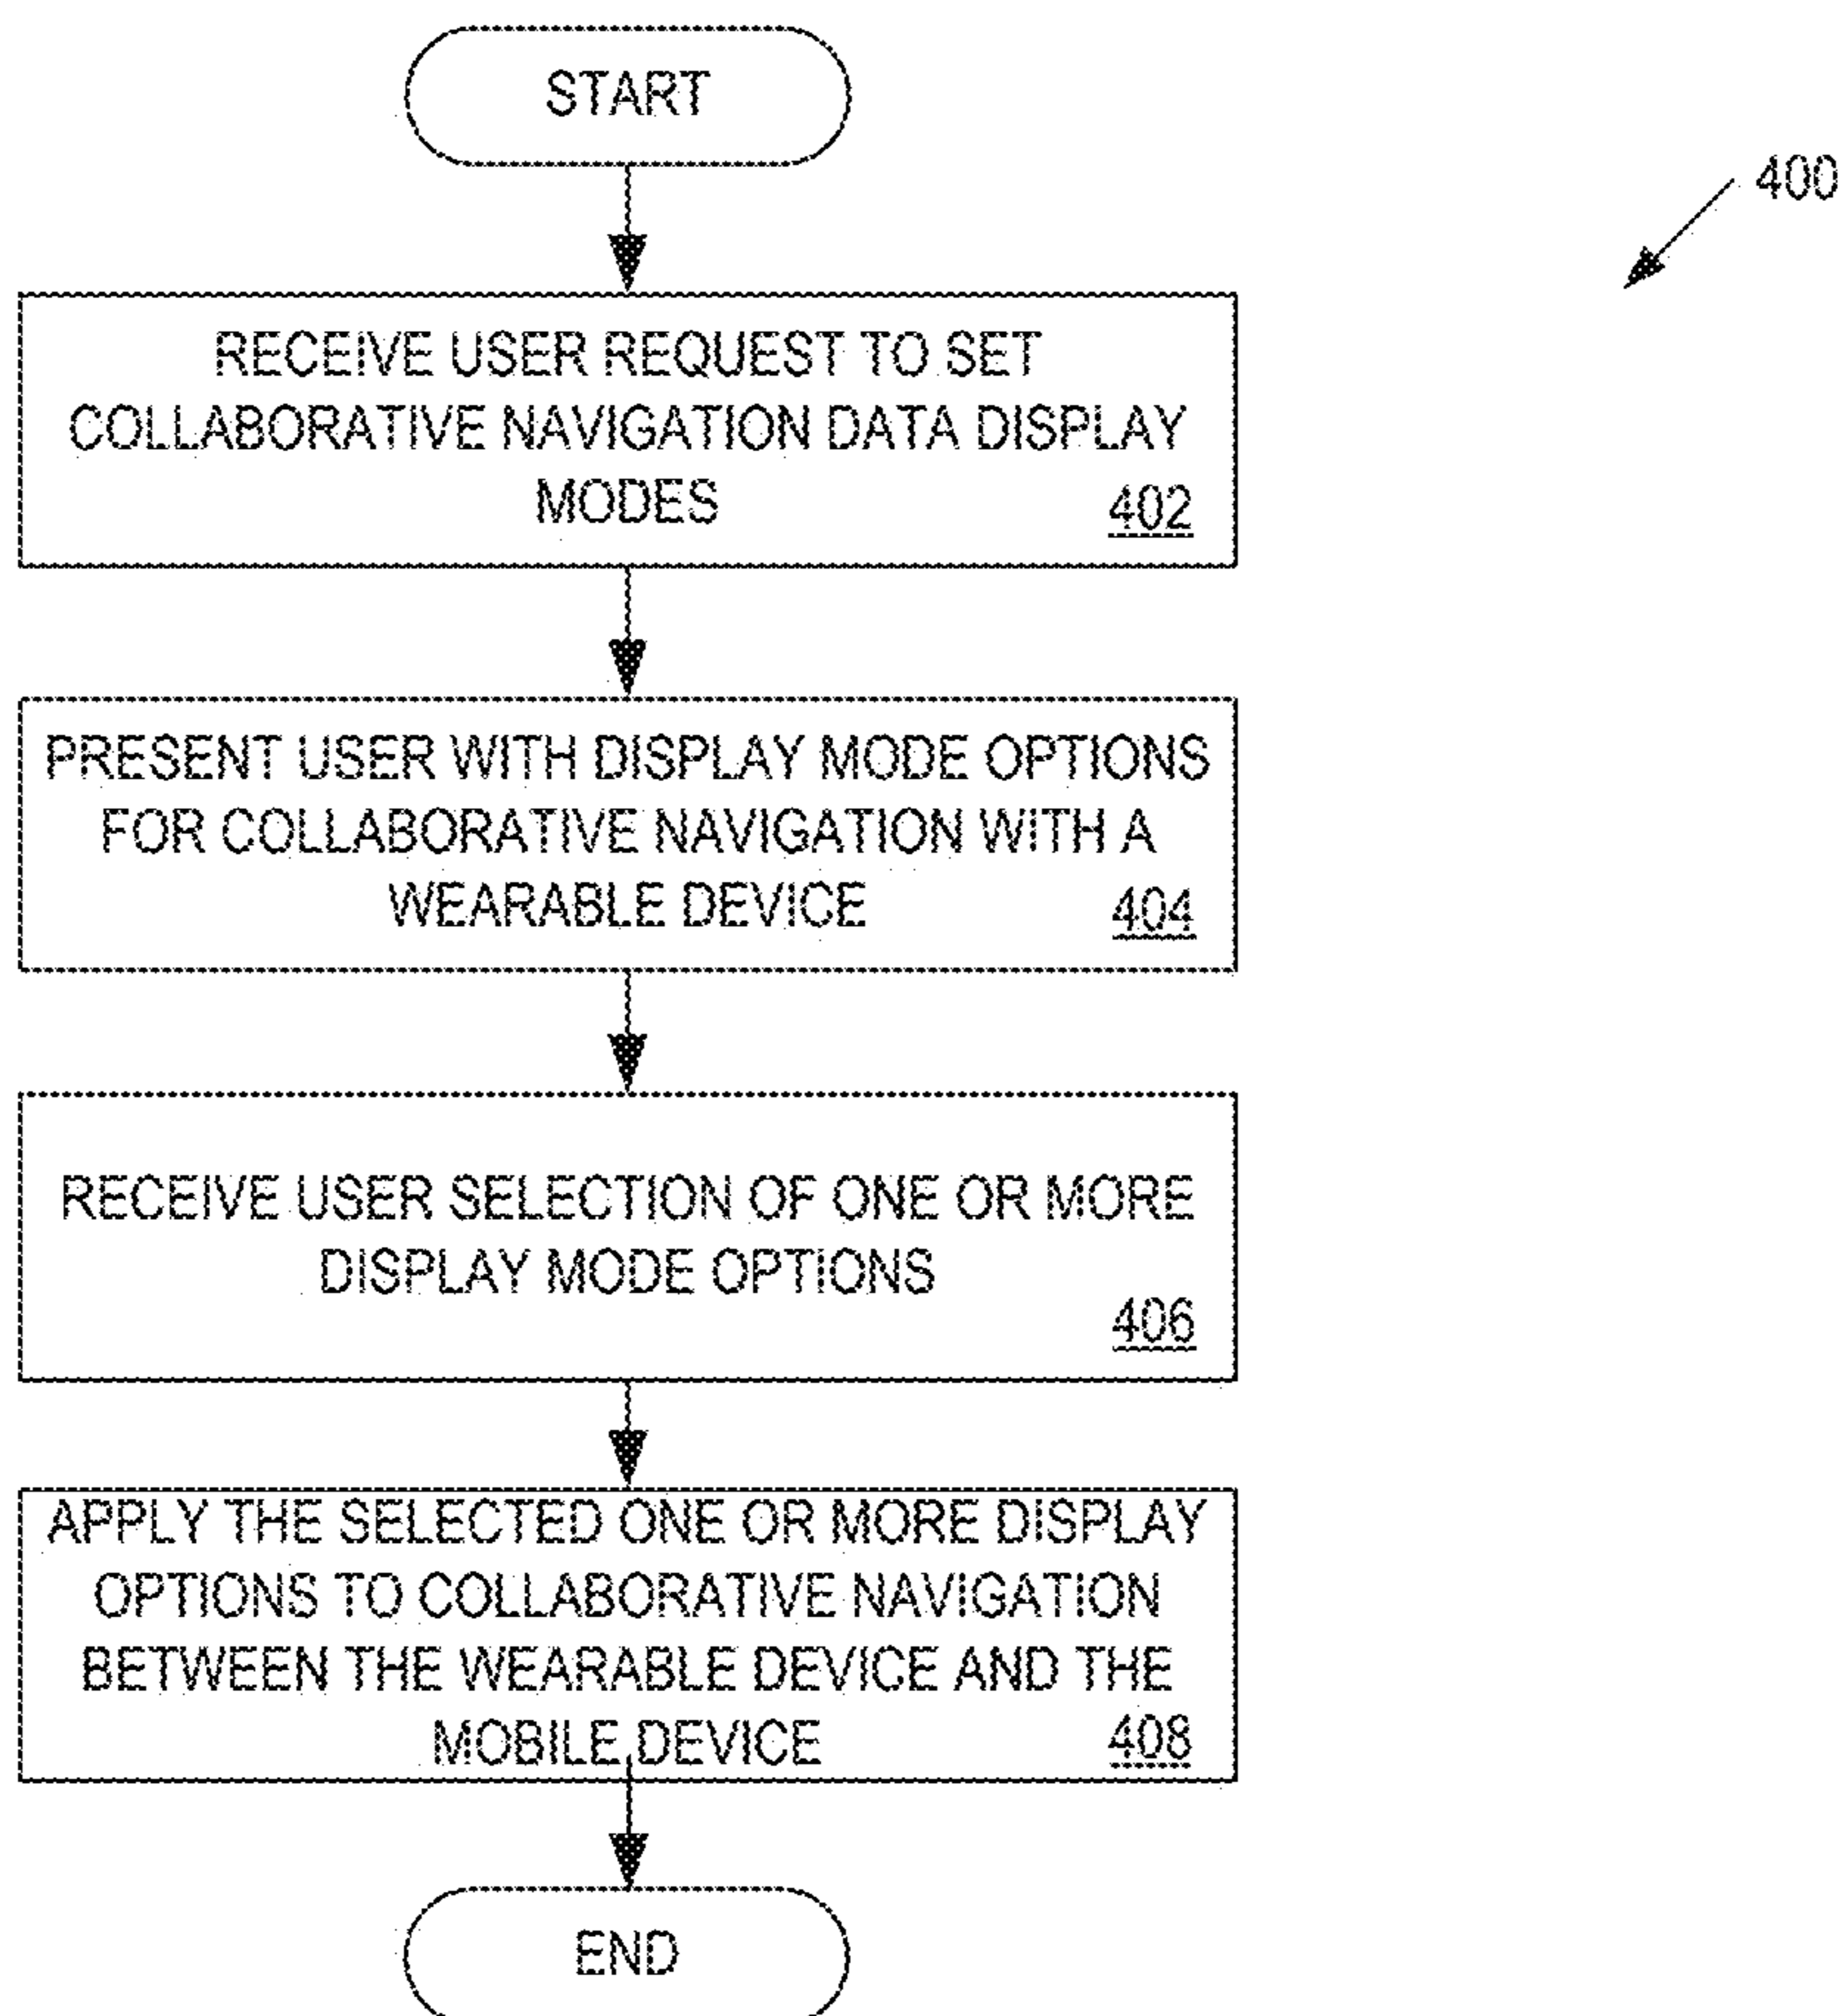 START
400
RECEIVE USER REQUEST TO SET
COLLABORATIVE NAVIGATION DATA DISPLAY
MODES 402
PRESENT USER WITH DISPLAY MODE OPTIONS
FOR COLLABORATIVE NAVIGATION WITH A
WEARABLE DEVICE 404
RECEIVE USER SELECTION OF ONE OR MORE
DISPLAY MODE OPTIONS
406
APPLY THE SELECTED ONE OR MORE DISPLAY
OPTIONS TO COLLABORATIVE NAVIGATION
BETWEEN THE WEARABLE DEVICE AND THE
MOBILE DEVICE 408
END